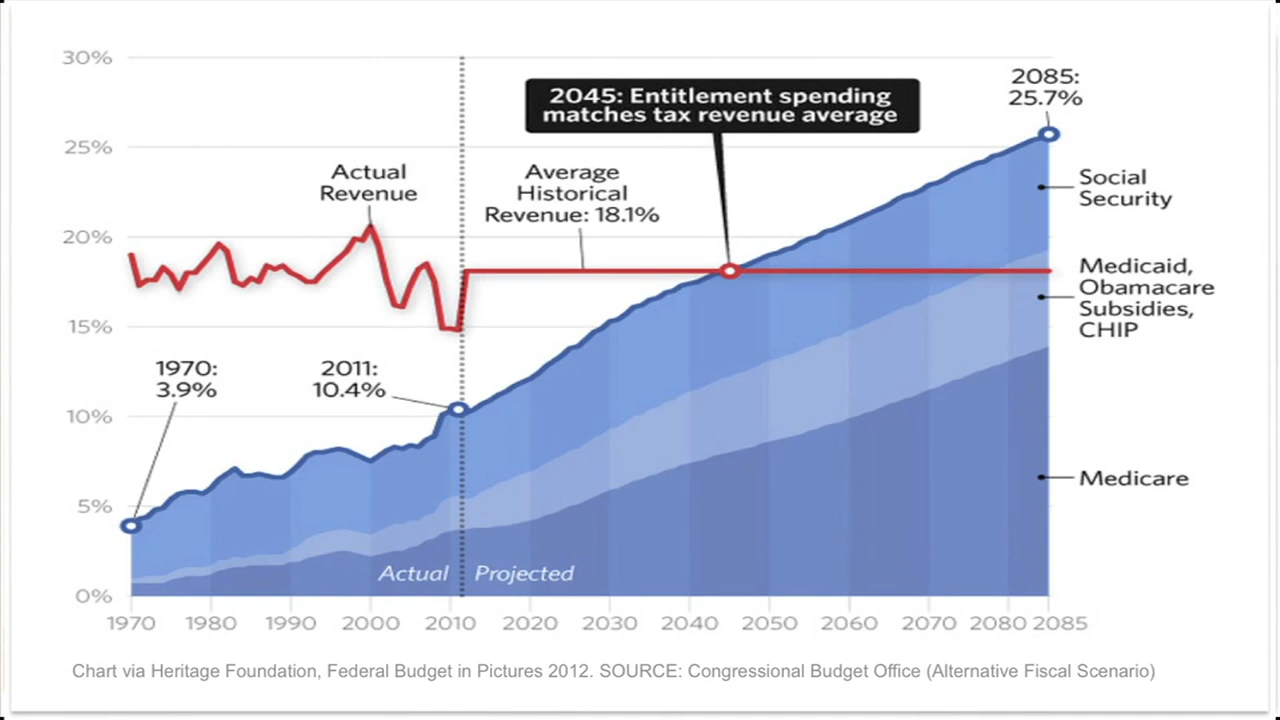 30%
25%
20%
15%
10%
5%
0%
2045: Entitlement spending
matches tax revenue average
2085:
25.7%
Actual
Revenue
Average
Historical
Revenue: 18.1%
Social
Security
Medicaid,
Obamacare
Subsidies,
CHIP
1970:
3.9%
2011:
10.4%
Medicare
Actual
Projected
1970 1980 1990 2000 2010 2020 2030 2040 2050 2060 2070 2080 2085
Chart via Heritage Foundation, Federal Budget in Pictures 2012. SOURCE: Congressional Budget Office (Alternative Fiscal Scenario)